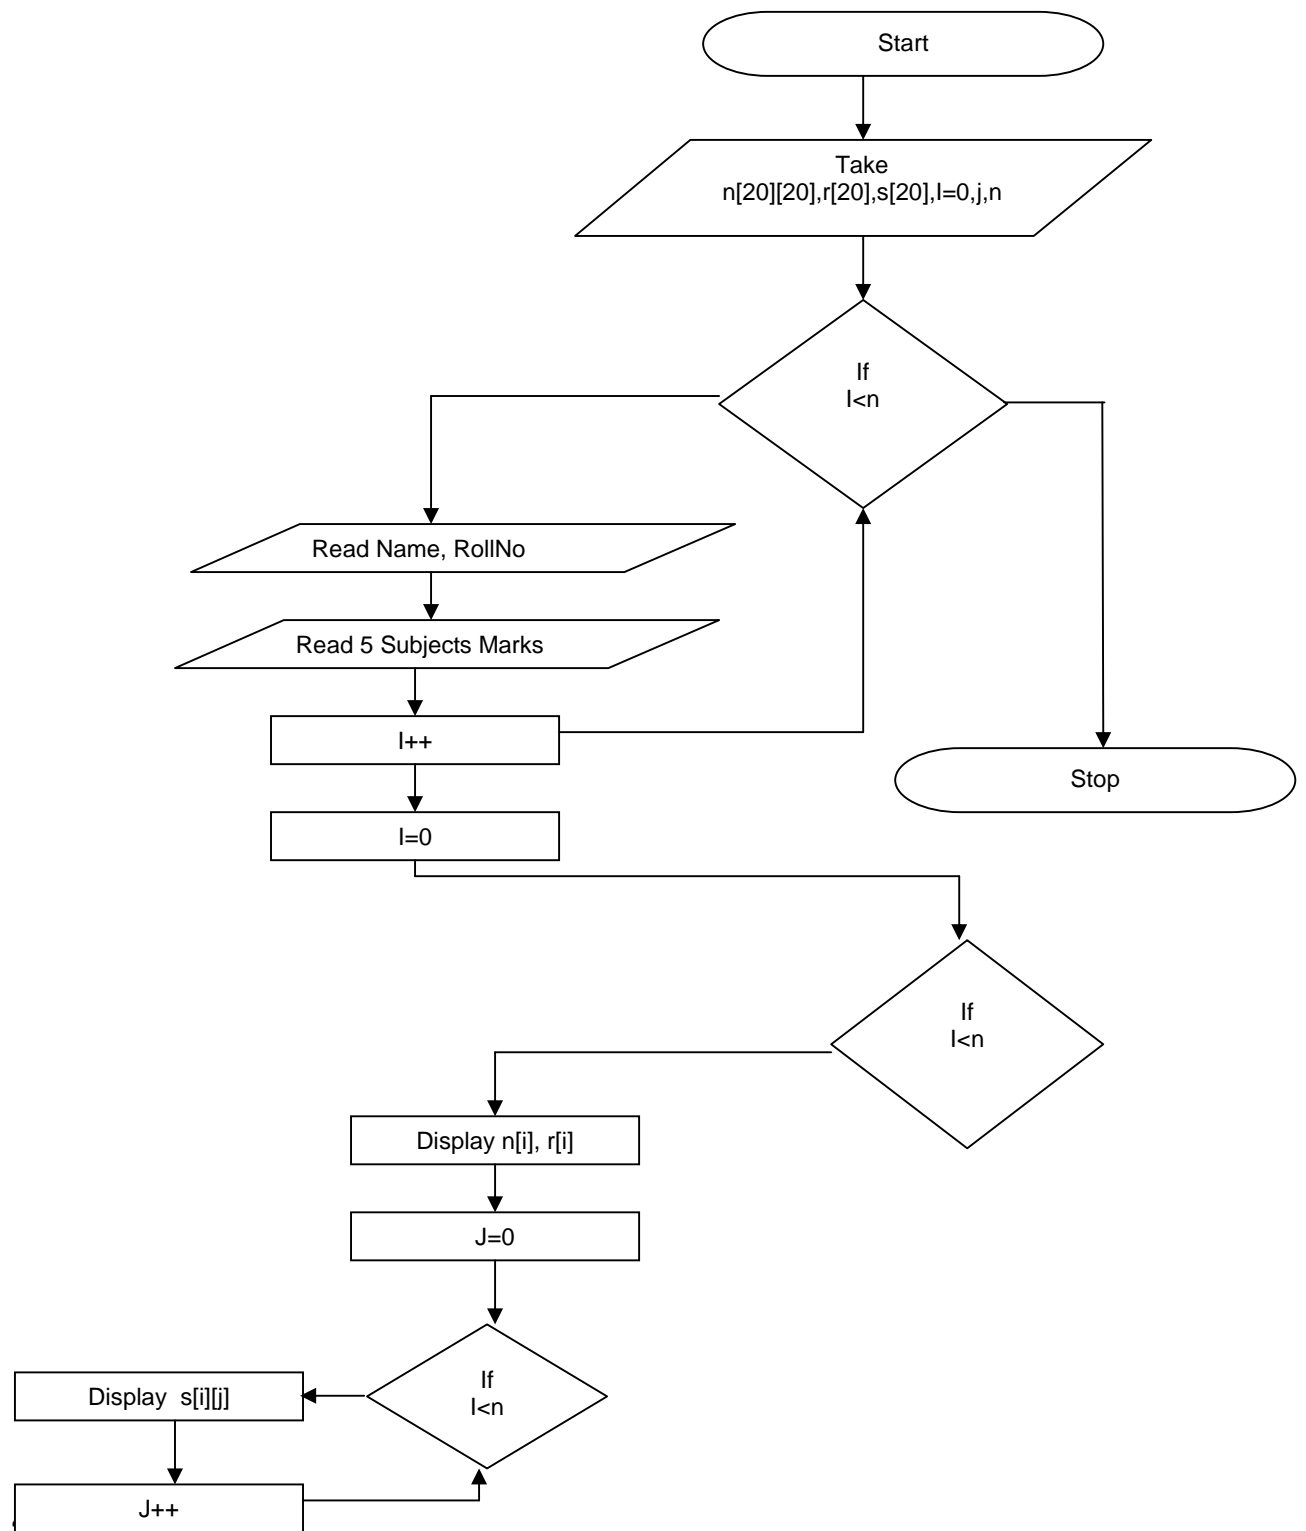 Start
Take
n[20][20],r[20],s[20],I=0,j,n
If
I<n
Read Name, RollNo
Read 5 Subjects Marks
I++
Stop
I=0
If
I<n
Display n[i], r[i]
J=0
If
I<n
Display  s[i][j]
J++